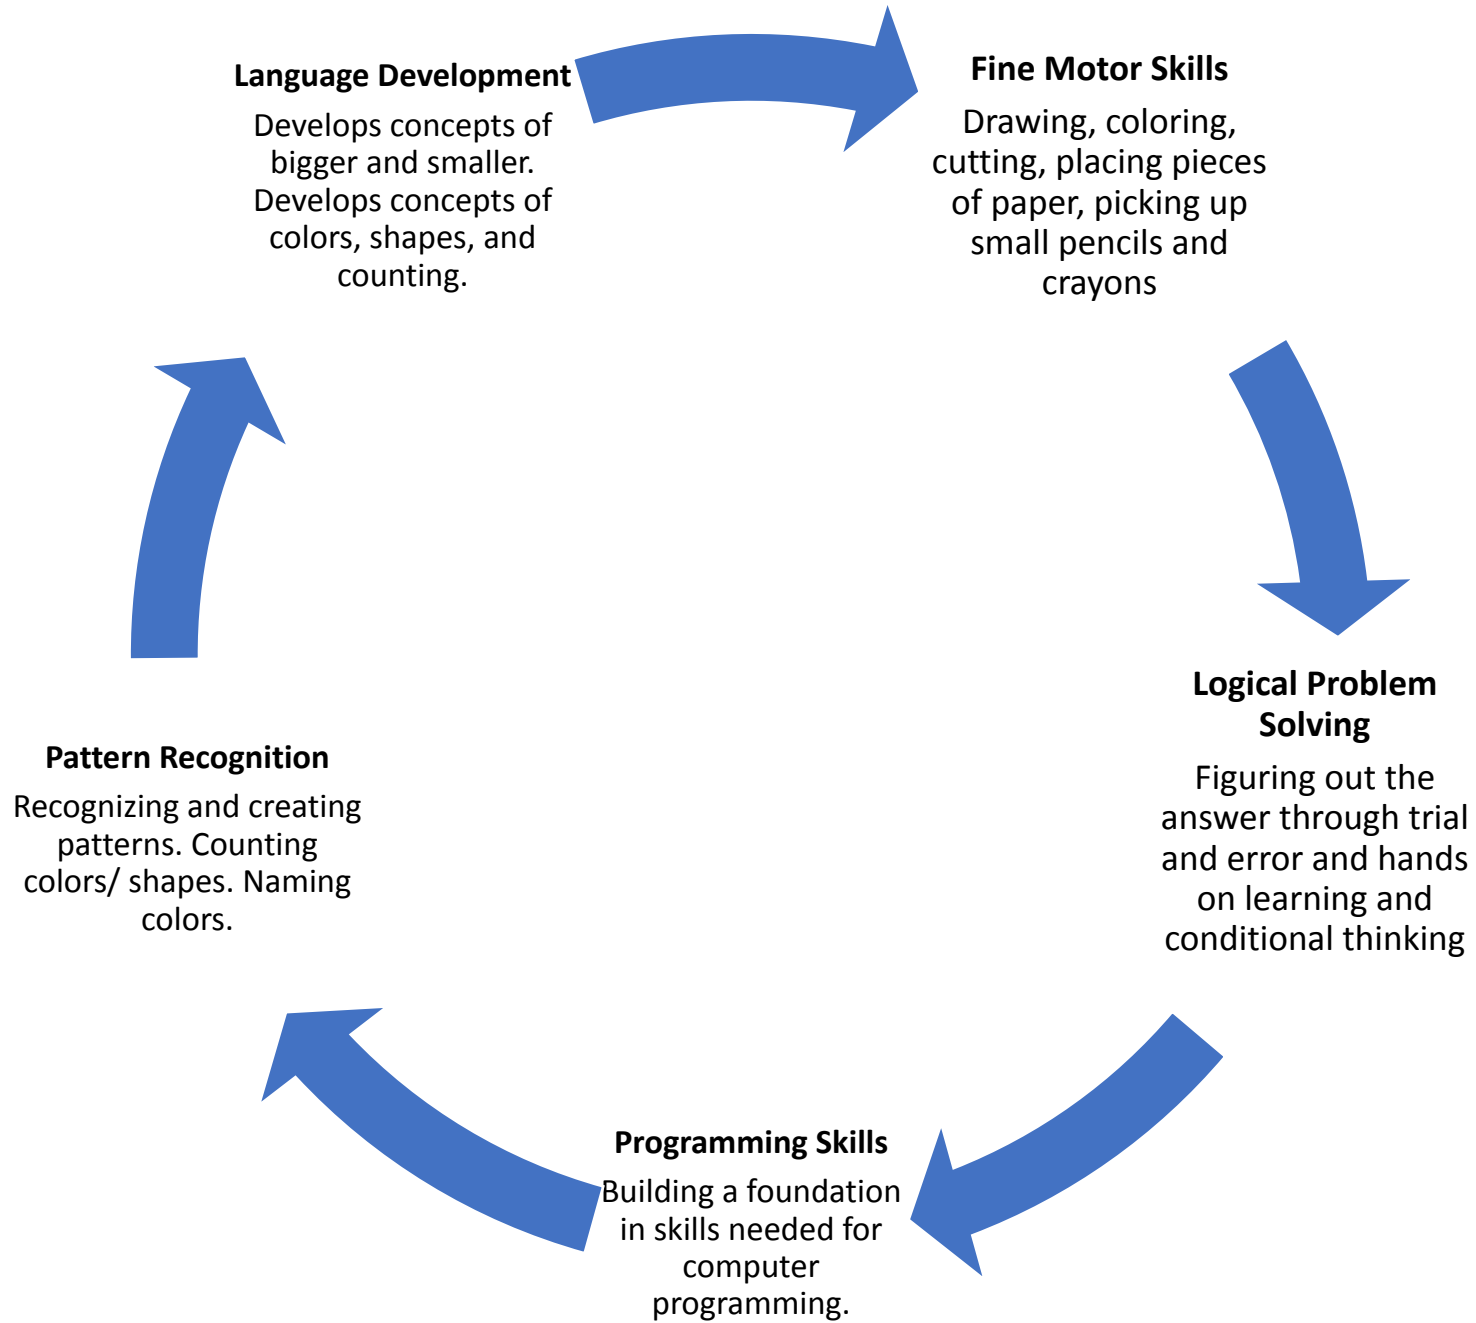 Language Development
Develops concepts of
bigger and smaller.
Develops concepts of
colors, shapes, and
counting.
Fine Motor Skills
Drawing, coloring,
cutting, placing pieces
of paper, picking up
small pencils and
crayons
Logical Problem
Solving
Figuring out the
answer through trial
and error and hands
on learning and
conditional thinking
Programming Skills
Building a foundation
in skills needed for
computer
programming.
Pattern Recognition
Recognizing and creating
patterns. Counting
colors/ shapes. Naming
colors.